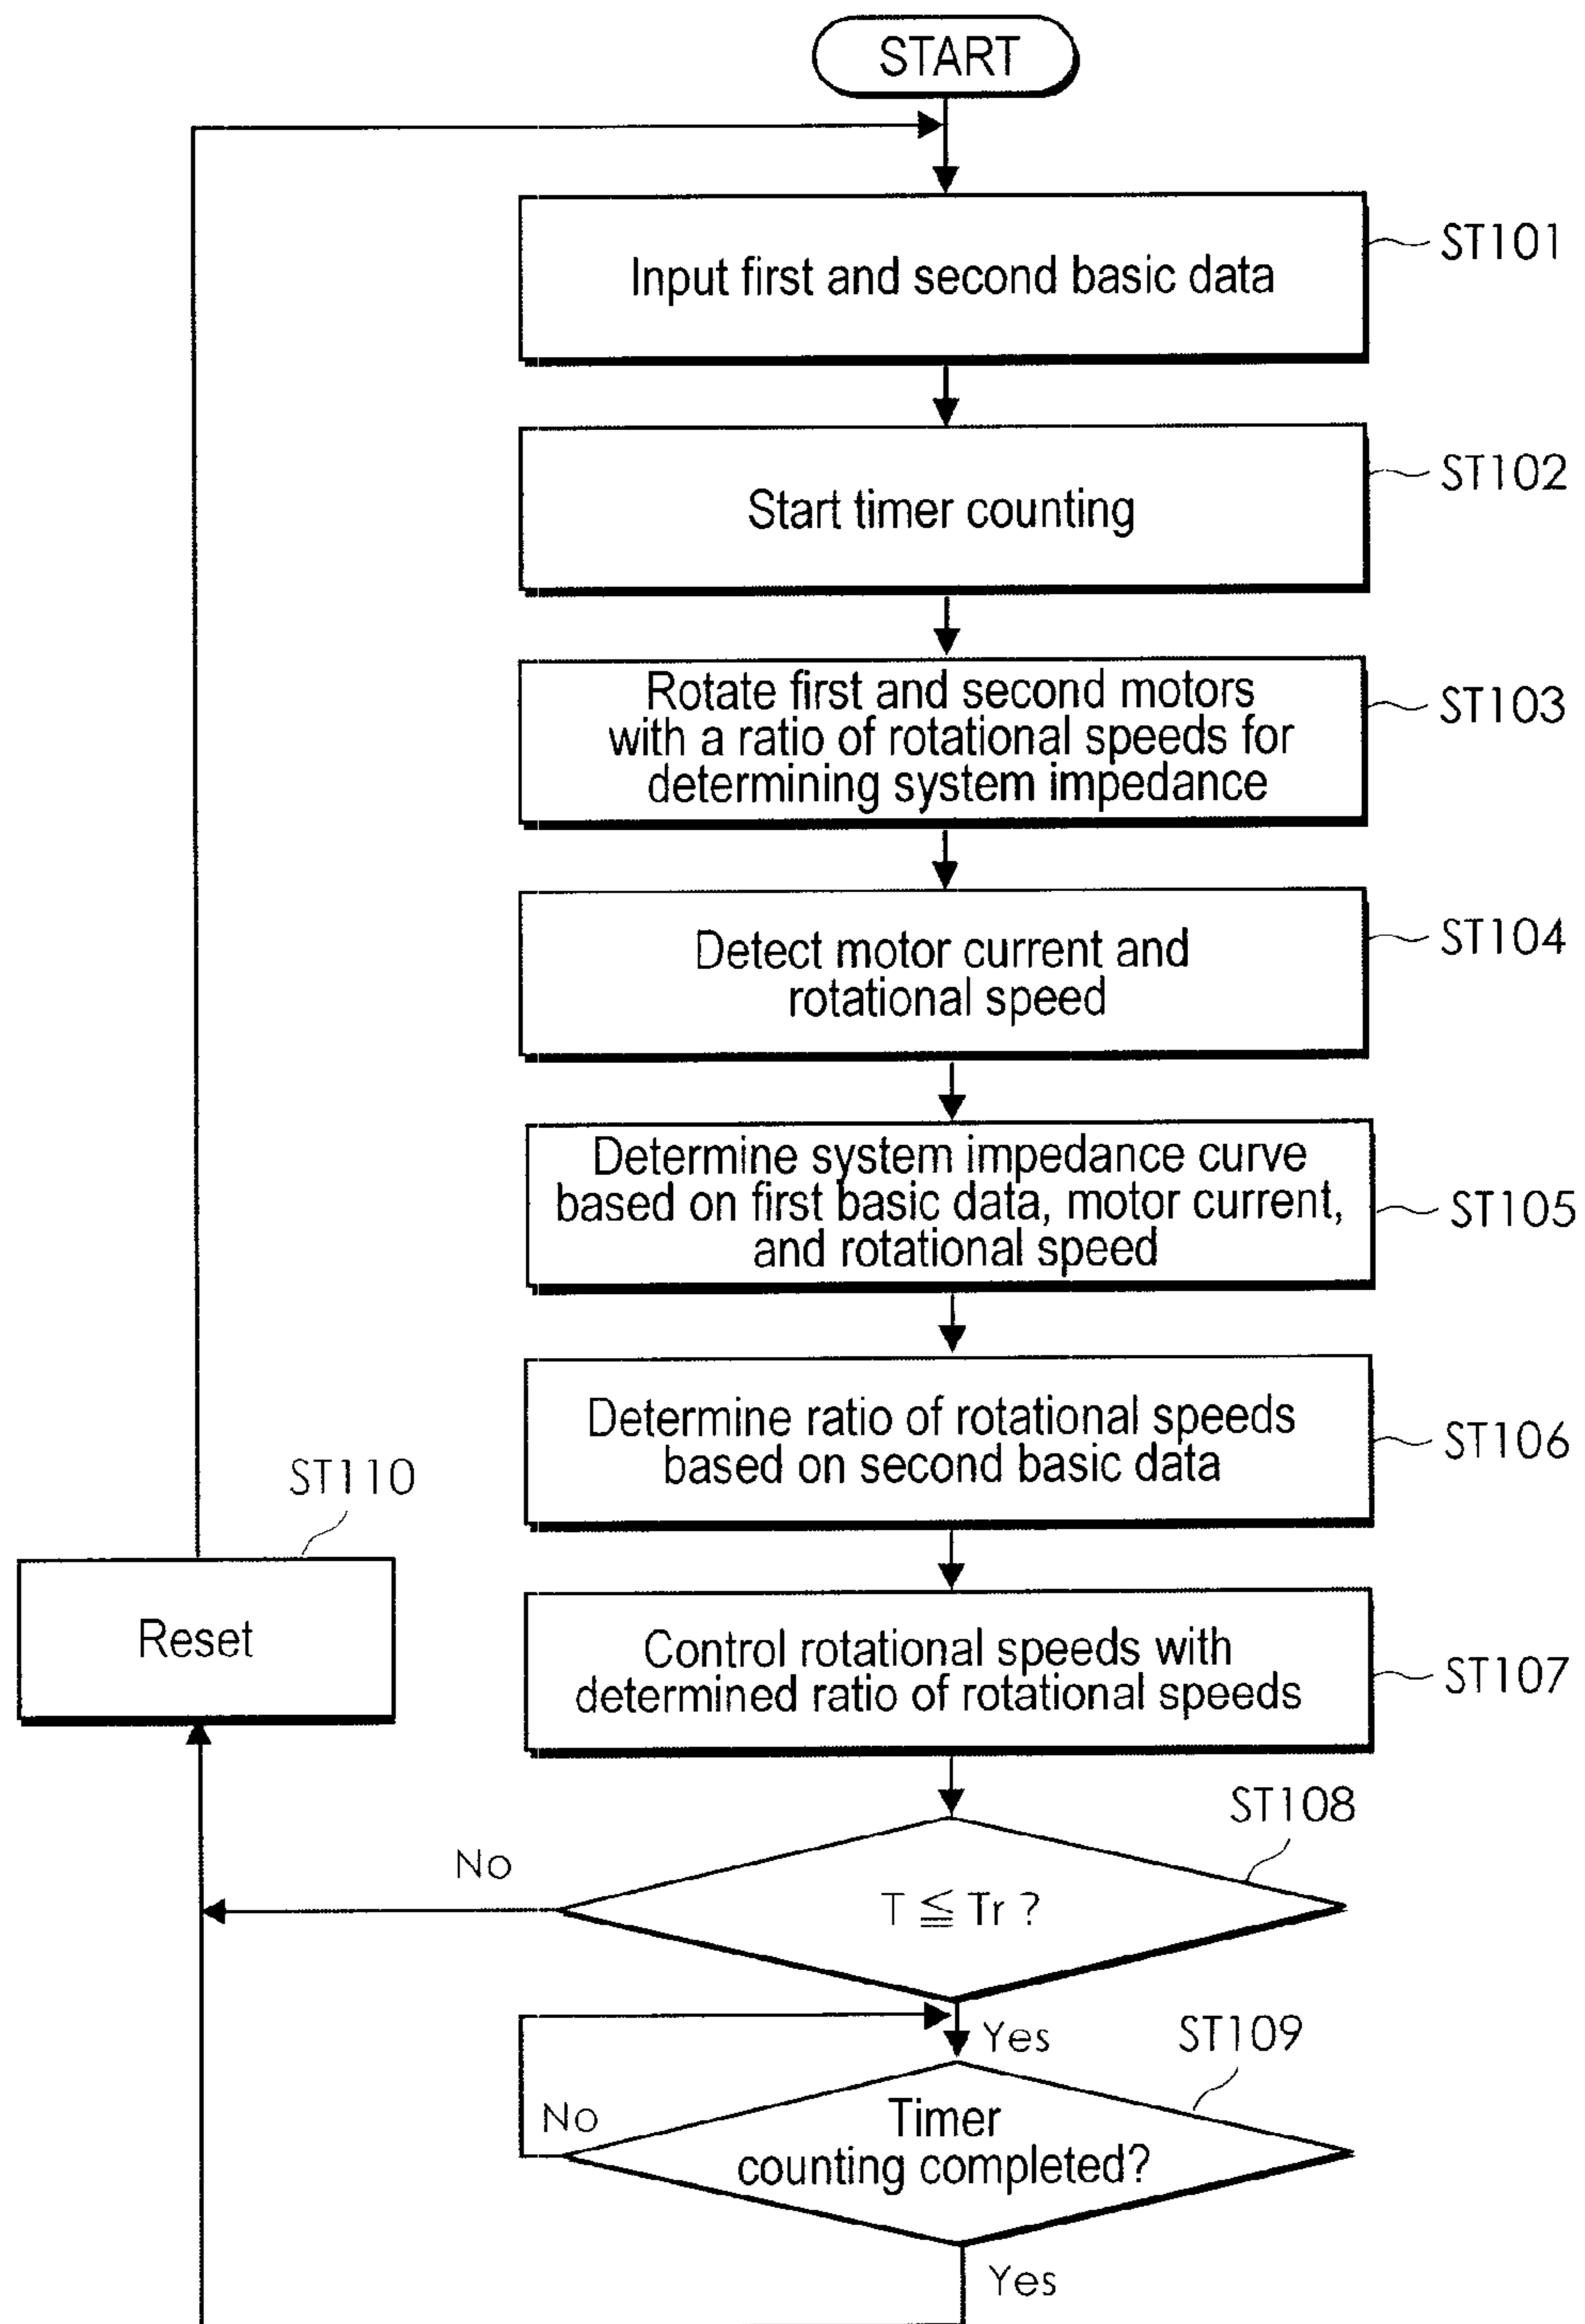 START
Input first and second basic data
ST101
Start timer counting
ST102
Rotate first and second motors
with a ratio of rotational speeds for
determining system impedance
ST103
Detect motor current and
rotational speed
ST104
Determine system impedance curve
based on first basic data, motor current,
and rotational speed
ST105
Determine ratio of rotational speeds
based on second basic data
ST106
ST110
Reset
Control rotational speeds with
determined ratio of rotational speeds
ST107
ST108
No
T ≦ Tr ?
Yes
ST109
No
Timer
counting completed?
Yes